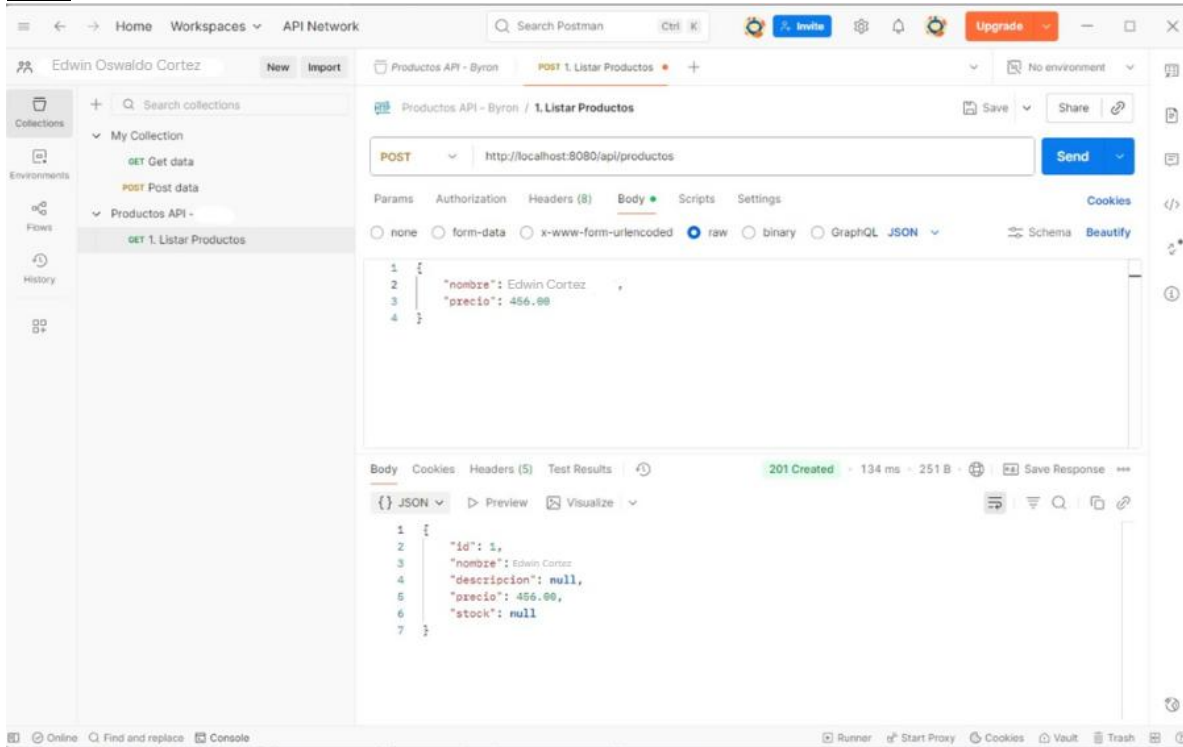 Home Workspaces API Network Search Postman Ctrl K Invite Upgrade
Edwin Oswaldo Cortez New Import Productos API - Byron POST 1. Listar Productos No environment
Collections
Search collections
Productos API - Byron / 1. Listar Productos Save Share
My Collection
GET Get data
POST Post data
Productos API -
GET 1. Listar Productos
Environments
Flows
History
POST http://localhost:8080/api/productos Send
Params Authorization Headers (8) Body Scripts Settings Cookies
none form-data x-www-form-urlencoded raw binary GraphQL JSON Schema Beautify
1 {
2 "nombre": Edwin Cortez ,
3 "precio": 456.00
4 }
Body Cookies Headers (5) Test Results 201 Created 134 ms 251 B Save Response
{} JSON Preview Visualize
1 {
2 "id": 1,
3 "nombre": Edwin Cortez
4 "descripcion": null,
5 "precio": 456.00,
6 "stock": null
7 }
Online Find and replace Console Runner Start Proxy Cookies Vault Trash